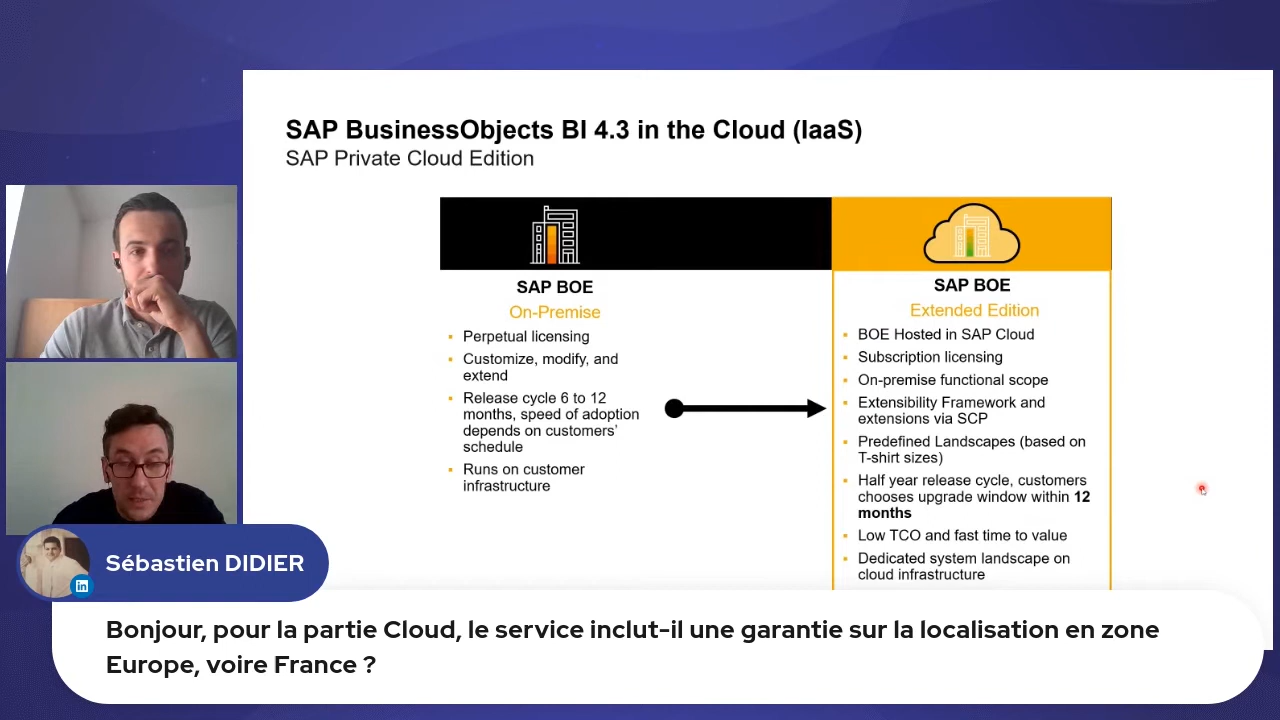 SAP BusinessObjects BI 4.3 in the Cloud (IaaS)
SAP Private Cloud Edition
SAP BOE
On-Premise
▪ Perpetual licensing
▪ Customize, modify, and
extend
▪ Release cycle 6 to 12
months, speed of adoption
depends on customers'
schedule
▪ Runs on customer
infrastructure
SAP BOE
Extended Edition
▪ BOE Hosted in SAP Cloud
▪ Subscription licensing
▪ On-premise functional scope
▪ Extensibility Framework and
extensions via SCP
▪ Predefined Landscapes (based on
T-shirt sizes)
▪ Half year release cycle, customers
chooses upgrade window within 12
months
▪ Low TCO and fast time to value
▪ Dedicated system landscape on
cloud infrastructure
Sébastien DIDIER
in
Bonjour, pour la partie Cloud, le service inclut-il une garantie sur la localisation en zone
Europe, voire France ?